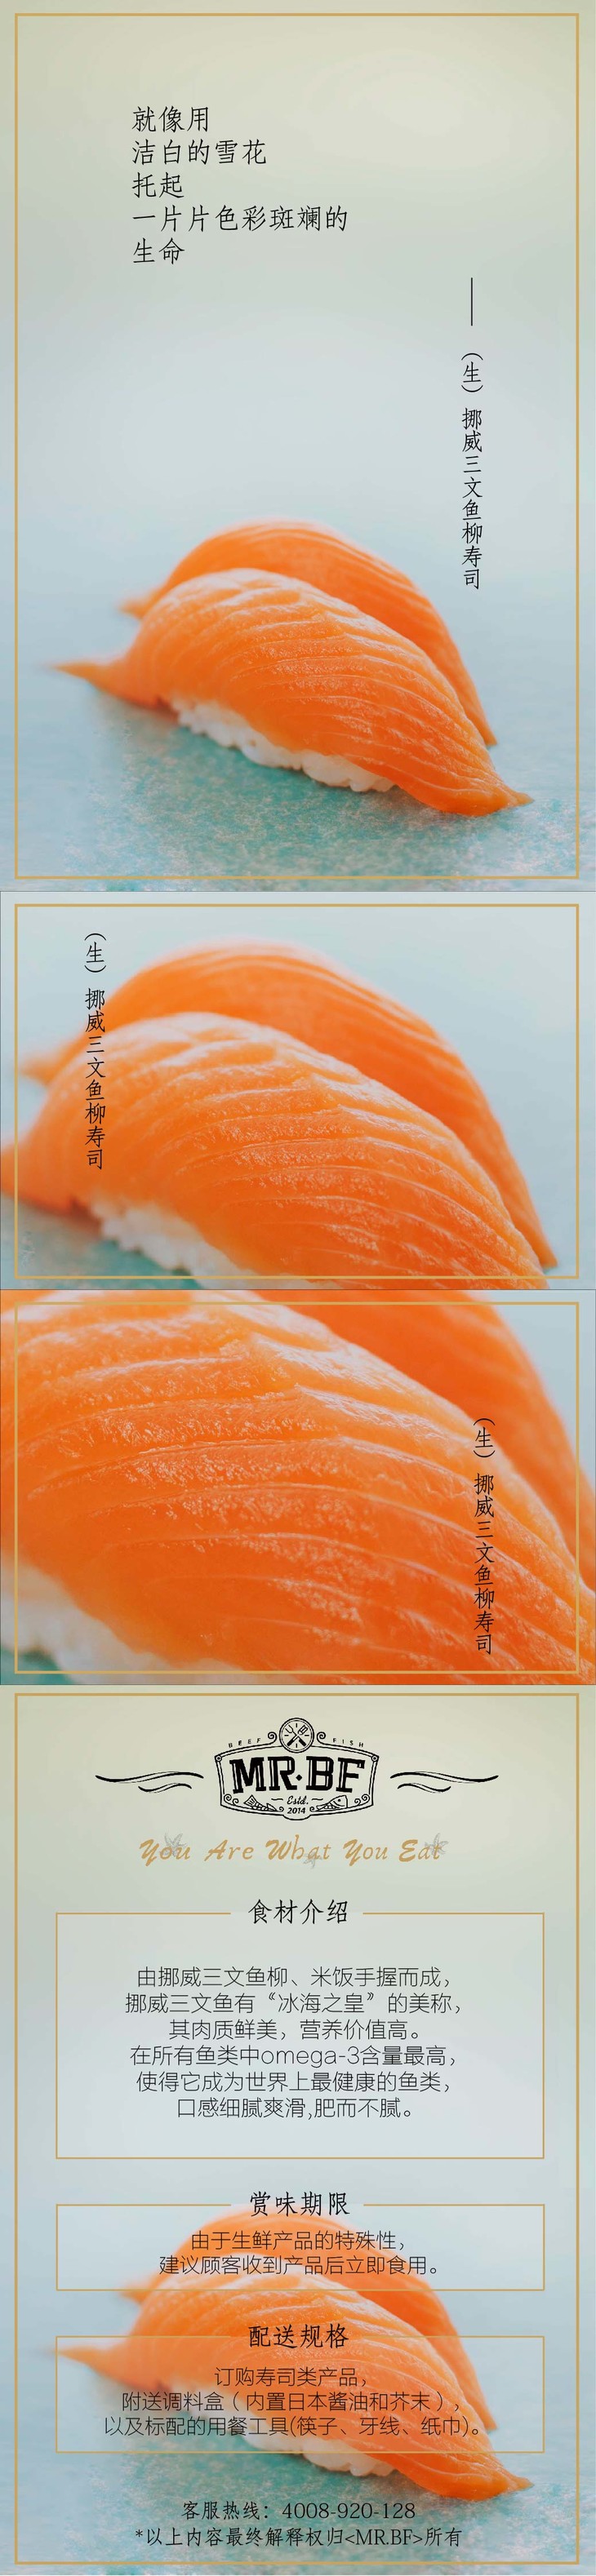 就像用
洁白的雪花
托起
一片片色彩斑斓的
生命
——（生）挪威三文鱼柳寿司
（生）挪威三文鱼柳寿司
（生）挪威三文鱼柳寿司
BEEF FISH
MR·BF
Estd.
2014
You Are What You Eat
食材介绍
由挪威三文鱼柳、米饭手握而成，
挪威三文鱼有“冰海之皇”的美称，
其肉质鲜美，营养价值高。
在所有鱼类中omega-3含量最高，
使得它成为世界上最健康的鱼类，
口感细腻爽滑,肥而不腻。
赏味期限
由于生鲜产品的特殊性，
建议顾客收到产品后立即食用。
配送规格
订购寿司类产品，
附送调料盒（内置日本酱油和芥末），
以及标配的用餐工具(筷子、牙线、纸巾)。
客服热线：4008-920-128
*以上内容最终解释权归<MR.BF>所有